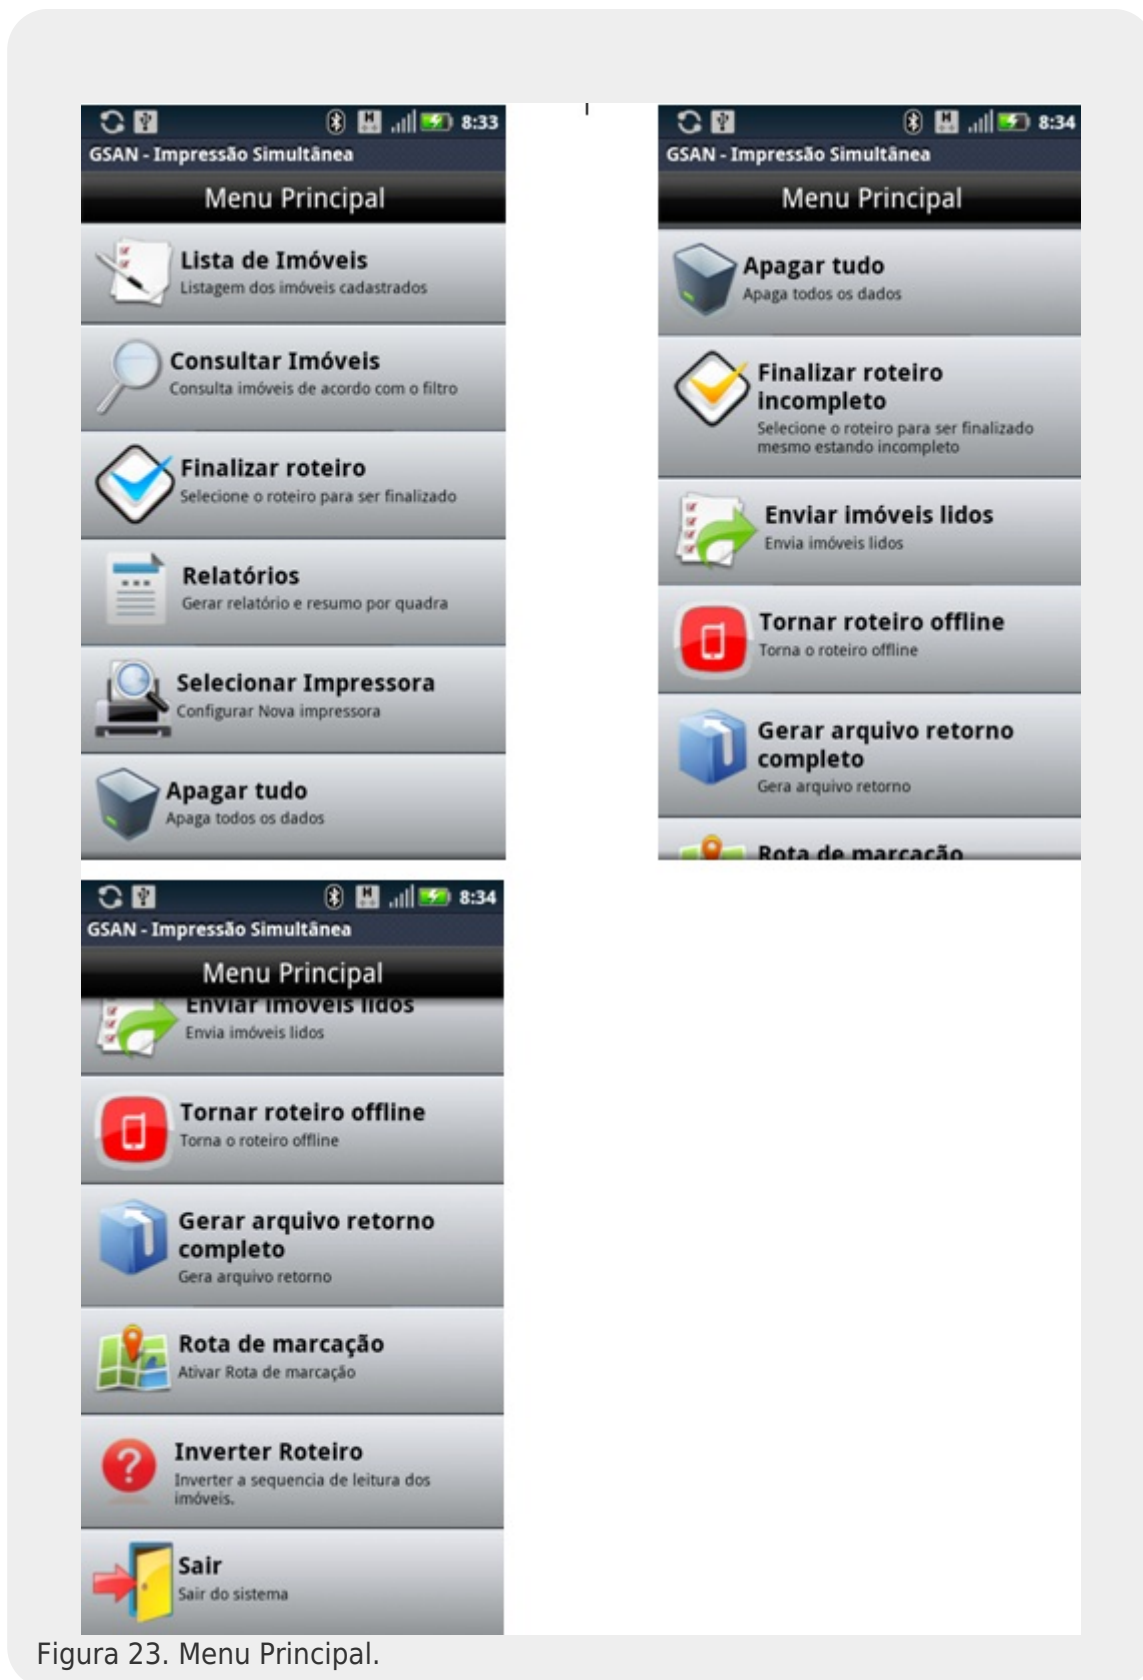 8:33
GSAN - Impressão Simultânea
Menu Principal
Lista de Imóveis
Listagem dos imóveis cadastrados
Consultar Imóveis
Consulta imóveis de acordo com o filtro
Finalizar roteiro
Selecione o roteiro para ser finalizado
Relatórios
Gerar relatório e resumo por quadra
Selecionar Impressora
Configurar Nova impressora
Apagar tudo
Apaga todos os dados
8:34
GSAN - Impressão Simultânea
Menu Principal
Apagar tudo
Apaga todos os dados
Finalizar roteiro
incompleto
Selecione o roteiro para ser finalizado
mesmo estando incompleto
Enviar imóveis lidos
Envia imóveis lidos
Tornar roteiro offline
Torna o roteiro offline
Gerar arquivo retorno
completo
Gera arquivo retorno
Rota de marcação
8:34
GSAN - Impressão Simultânea
Menu Principal
Enviar imóveis lidos
Envia imóveis lidos
Tornar roteiro offline
Torna o roteiro offline
Gerar arquivo retorno
completo
Gera arquivo retorno
Rota de marcação
Ativar Rota de marcação
Inverter Roteiro
Inverter a sequencia de leitura dos
imóveis.
Sair
Sair do sistema
Figura 23. Menu Principal.